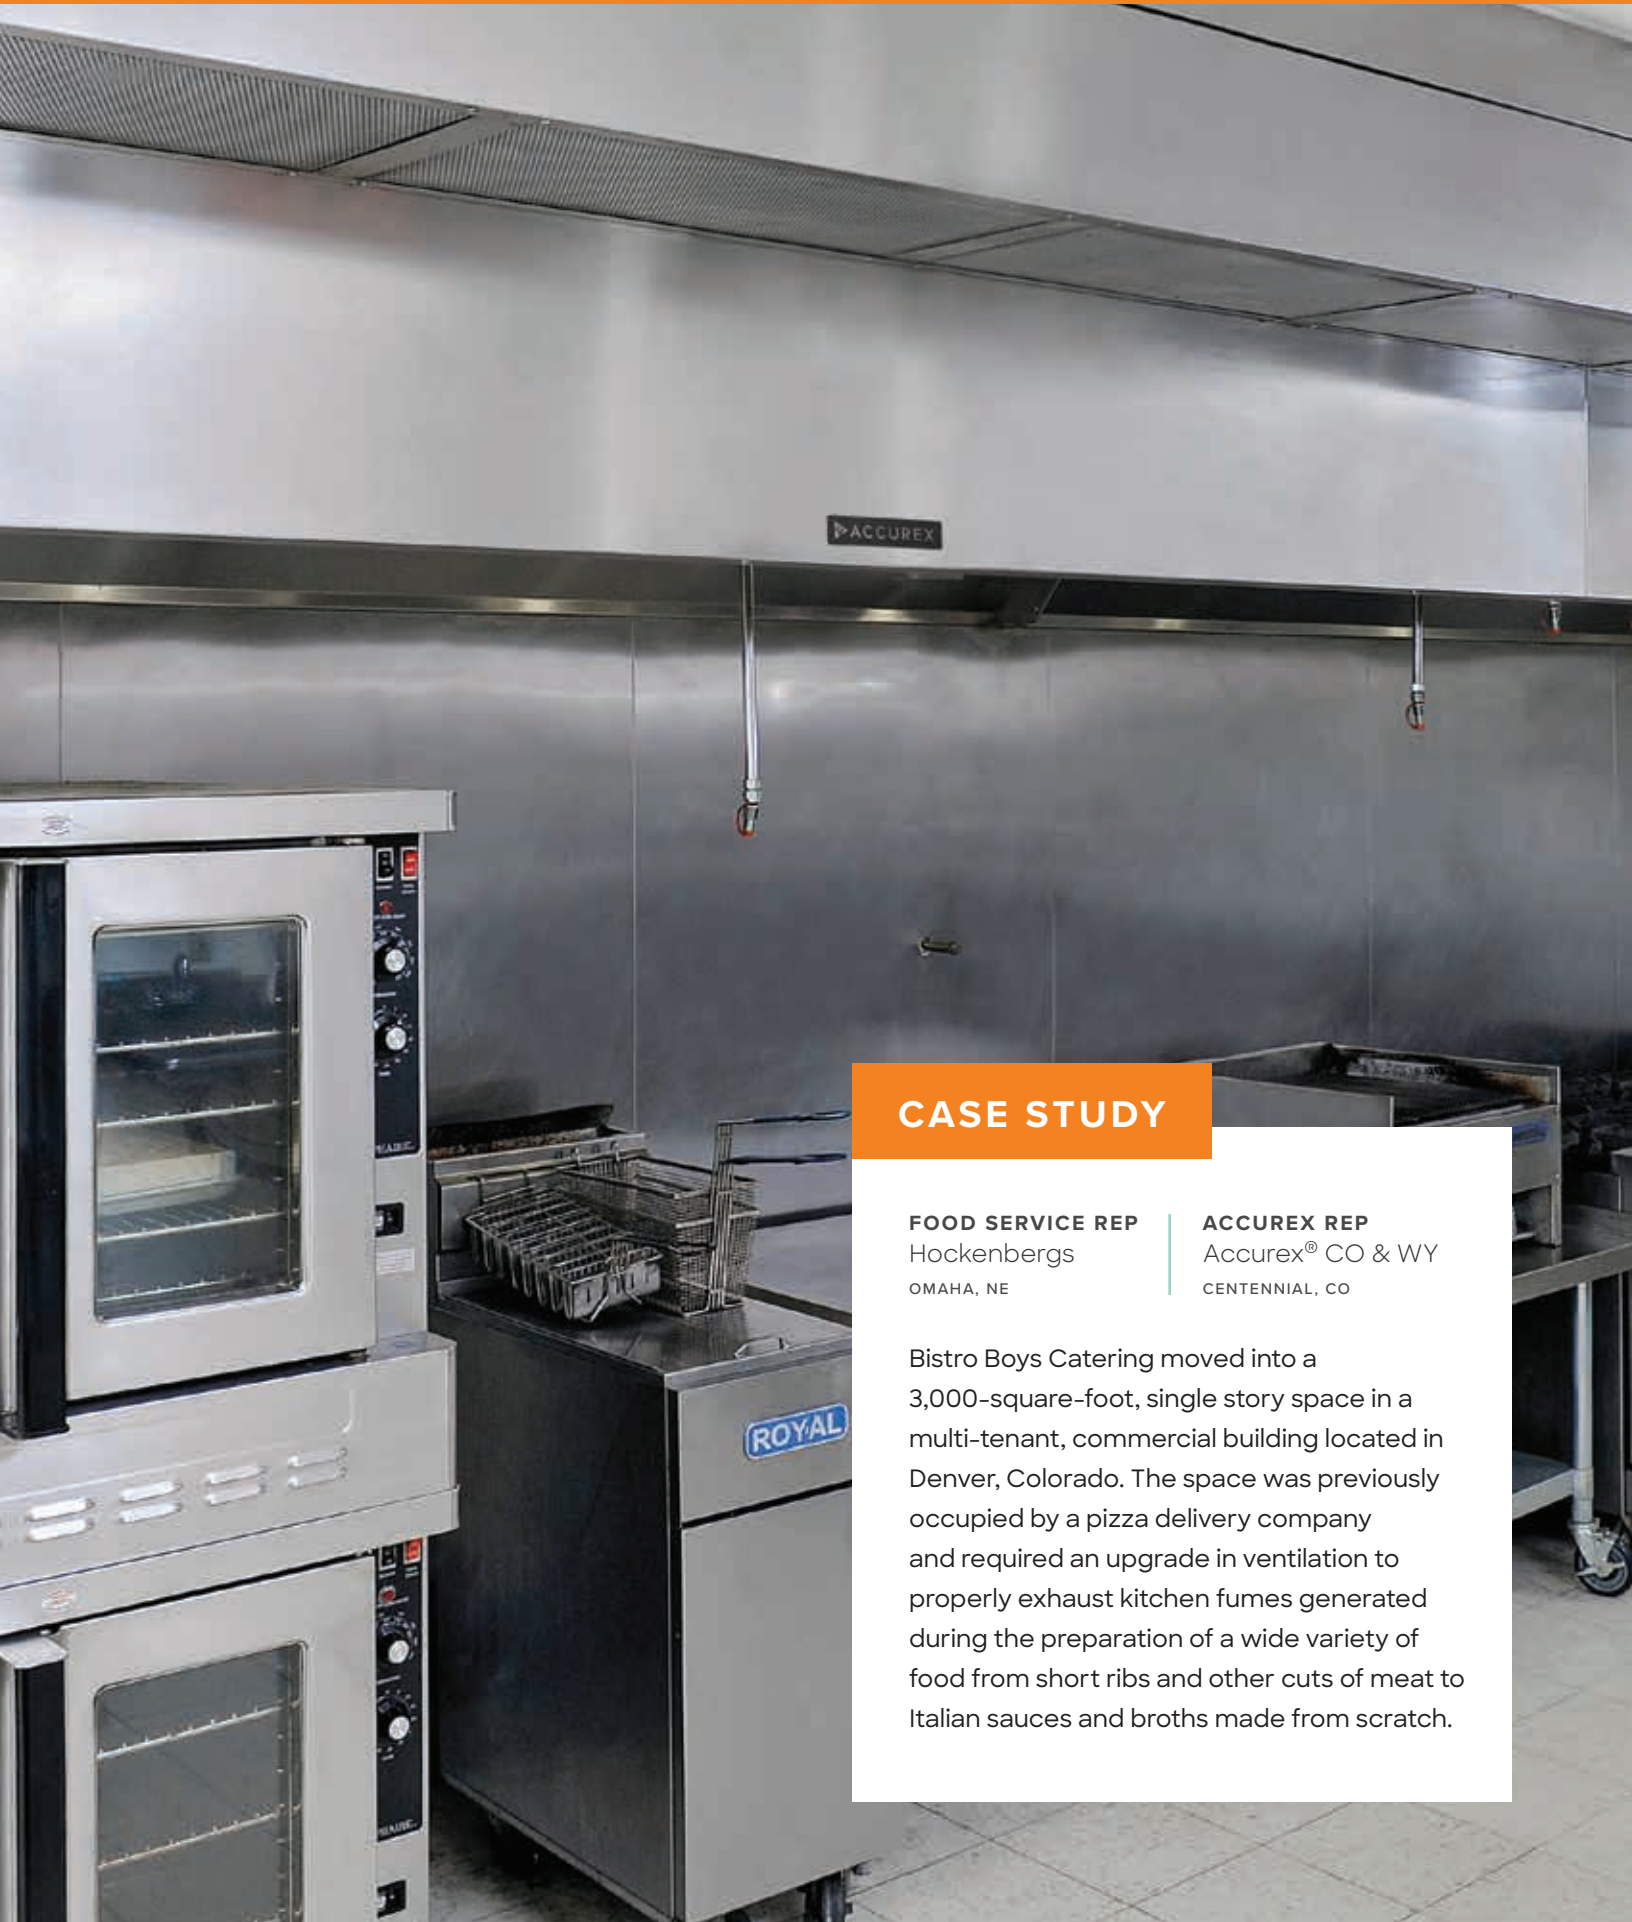 ACCUREX
CASE STUDY
FOOD SERVICE REP
Hockenbergs
OMAHA, NE
ACCUREX REP
Accurex® CO & WY
CENTENNIAL, CO
Bistro Boys Catering moved into a
3,000-square-foot, single story space in a
multi-tenant, commercial building located in
Denver, Colorado. The space was previously
occupied by a pizza delivery company
and required an upgrade in ventilation to
properly exhaust kitchen fumes generated
during the preparation of a wide variety of
food from short ribs and other cuts of meat to
Italian sauces and broths made from scratch.
ROYAL